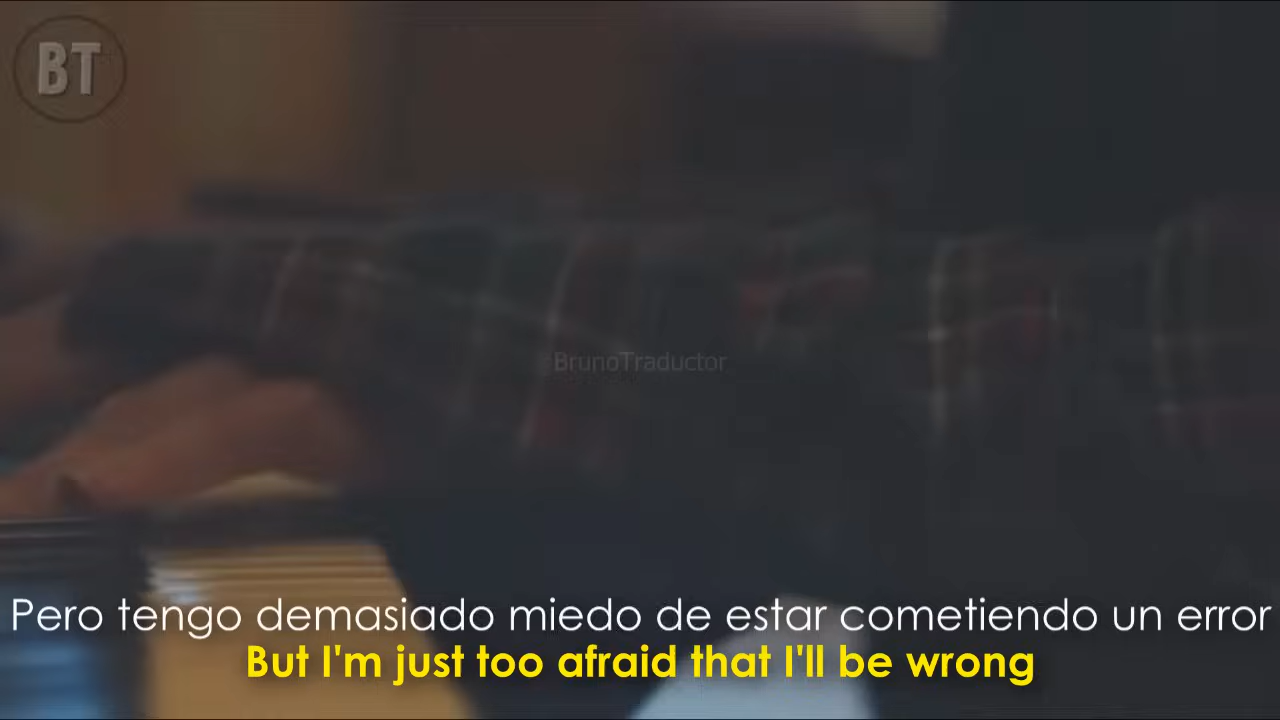 BT
BrunoTraductor
Pero tengo demasiado miedo de estar cometiendo un error
But I'm just too afraid that I'll be wrong